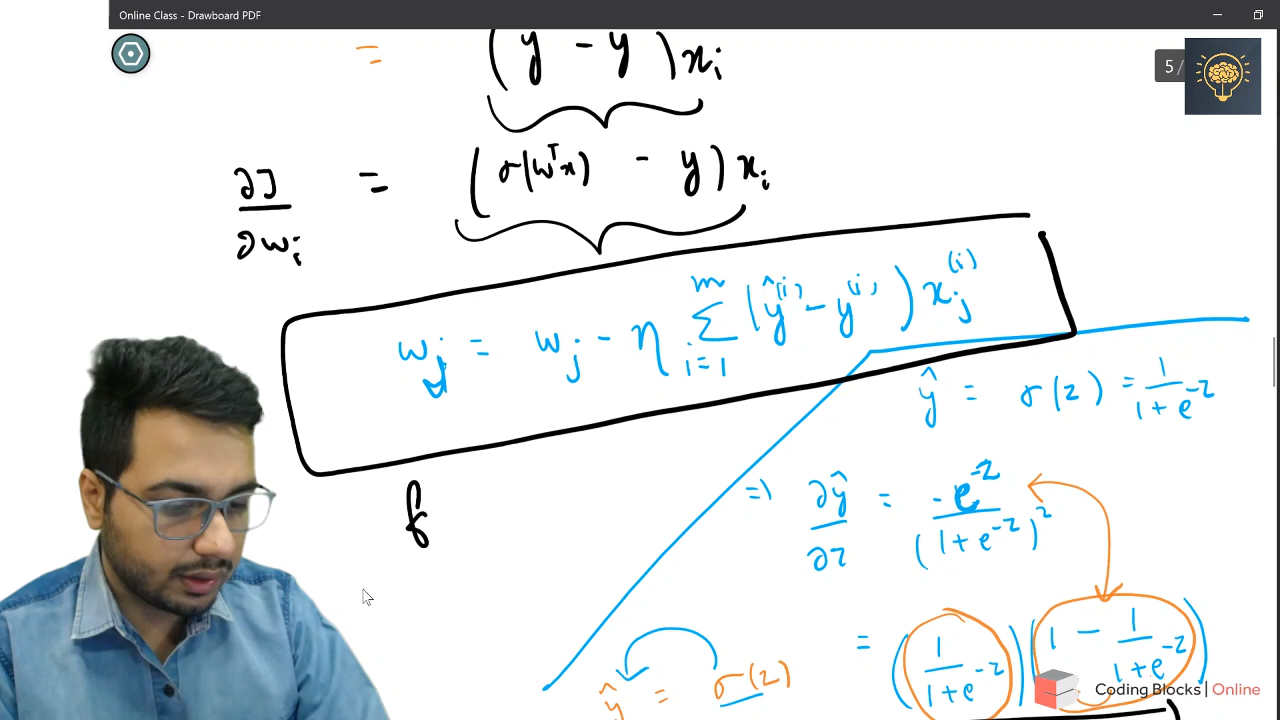 Online Class - Drawboard PDF
5 /
= (y - y) xᵢ
∂J/∂wᵢ = (σ(wᵀx) - y) xᵢ
wⱼ = wⱼ - η Σᵢ₌₁ᵐ (ŷ⁽ⁱ⁾ - y⁽ⁱ⁾) xⱼ⁽ⁱ⁾
ŷ = σ(z) = 1/(1 + e^-z)
=> ∂ŷ/∂z = -e^-z/(1 + e^-z)²
= (1/(1 + e^-z)) (1 - 1/(1 + e^-z))
ŷ = σ(z)
Coding Blocks | Online